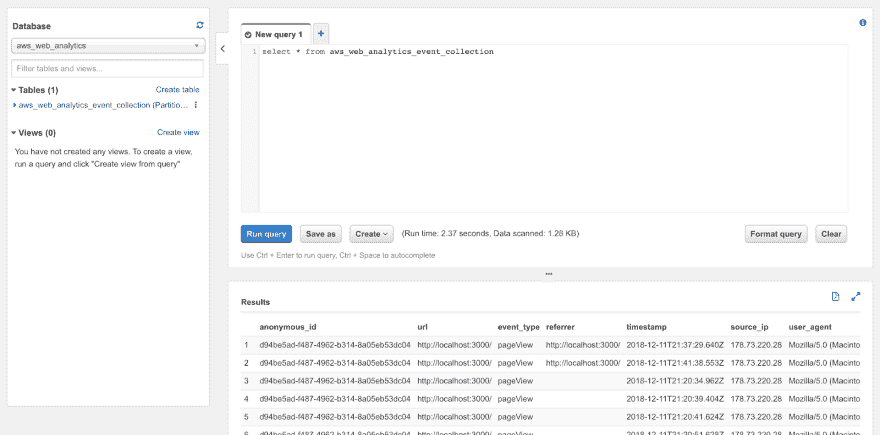 Database
aws_web_analytics
Filter tables and views...
Tables (1) Create table
aws_web_analytics_event_collection (Partitio...
Views (0) Create view
You have not created any views. To create a view,
run a query and click "Create view from query"
New query 1 +
1 select * from aws_web_analytics_event_collection
Run query Save as Create (Run time: 2.37 seconds, Data scanned: 1.28 KB) Format query Clear
Use Ctrl + Enter to run query, Ctrl + Space to autocomplete
Results
anonymous_id url event_type referrer timestamp source_ip user_agent
1 d94be5ad-f487-4962-b314-8a05eb53dc04 http://localhost:3000/ pageView http://localhost:3000/ 2018-12-11T21:37:29.640Z 178.73.220.28 Mozilla/5.0 (Macinto
2 d94be5ad-f487-4962-b314-8a05eb53dc04 http://localhost:3000/ pageView http://localhost:3000/ 2018-12-11T21:41:38.553Z 178.73.220.28 Mozilla/5.0 (Macinto
3 d94be5ad-f487-4962-b314-8a05eb53dc04 http://localhost:3000/ pageView 2018-12-11T21:20:34.962Z 178.73.220.28 Mozilla/5.0 (Macinto
4 d94be5ad-f487-4962-b314-8a05eb53dc04 http://localhost:3000/ pageView 2018-12-11T21:20:39.404Z 178.73.220.28 Mozilla/5.0 (Macinto
5 d94be5ad-f487-4962-b314-8a05eb53dc04 http://localhost:3000/ pageView 2018-12-11T21:20:41.624Z 178.73.220.28 Mozilla/5.0 (Macinto